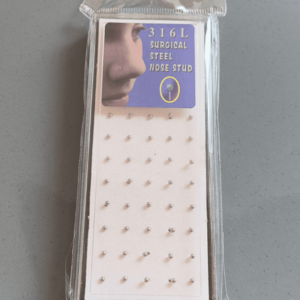 316L
SURGICAL
STEEL
NOSE STUD